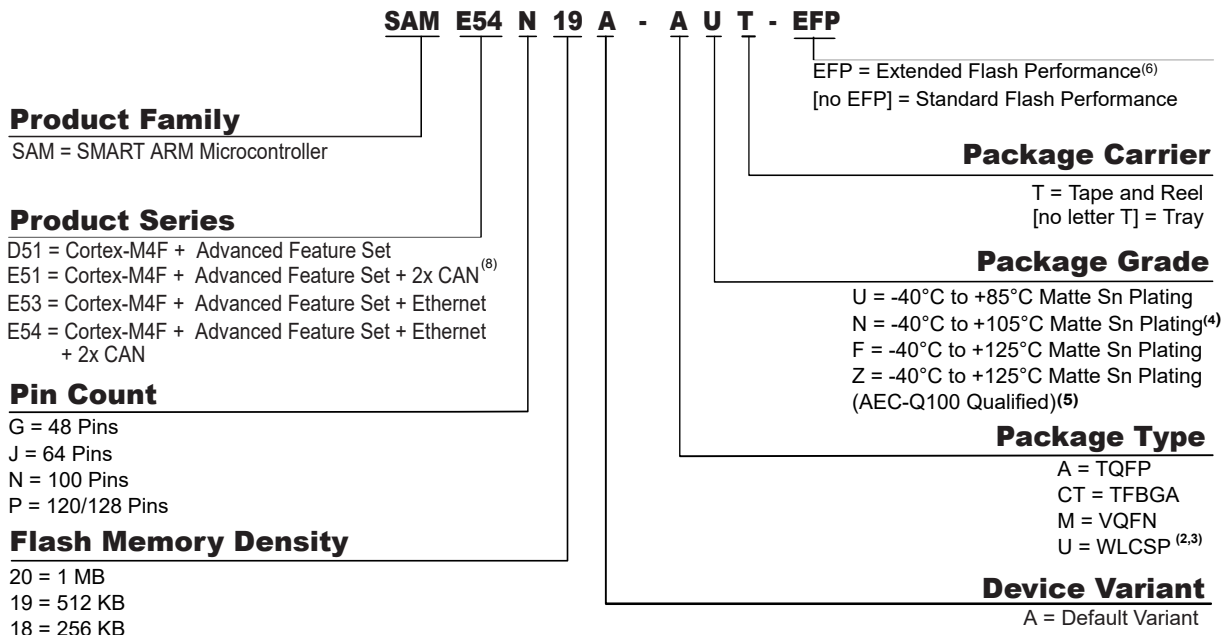 SAM E54 N 19 A - A U T - EFP
EFP = Extended Flash Performance(6)
[no EFP] = Standard Flash Performance
Product Family
SAM = SMART ARM Microcontroller
Product Series
D51 = Cortex-M4F + Advanced Feature Set
E51 = Cortex-M4F + Advanced Feature Set + 2x CAN(8)
E53 = Cortex-M4F + Advanced Feature Set + Ethernet
E54 = Cortex-M4F + Advanced Feature Set + Ethernet
+ 2x CAN
Pin Count
G = 48 Pins
J = 64 Pins
N = 100 Pins
P = 120/128 Pins
Flash Memory Density
20 = 1 MB
19 = 512 KB
18 = 256 KB
Package Carrier
T = Tape and Reel
[no letter T] = Tray
Package Grade
U = -40°C to +85°C Matte Sn Plating
N = -40°C to +105°C Matte Sn Plating(4)
F = -40°C to +125°C Matte Sn Plating
Z = -40°C to +125°C Matte Sn Plating
(AEC-Q100 Qualified)(5)
Package Type
A = TQFP
CT = TFBGA
M = VQFN
U = WLCSP (2,3)
Device Variant
A = Default Variant